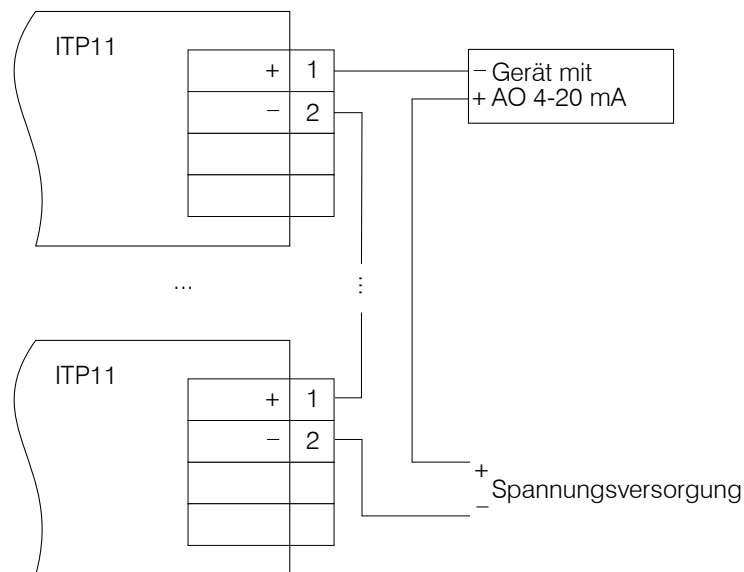 ITP11
+ 1
− 2
− Gerät mit
+ AO 4-20 mA
...
...
ITP11
+ 1
− 2
+
Spannungsversorgung
−